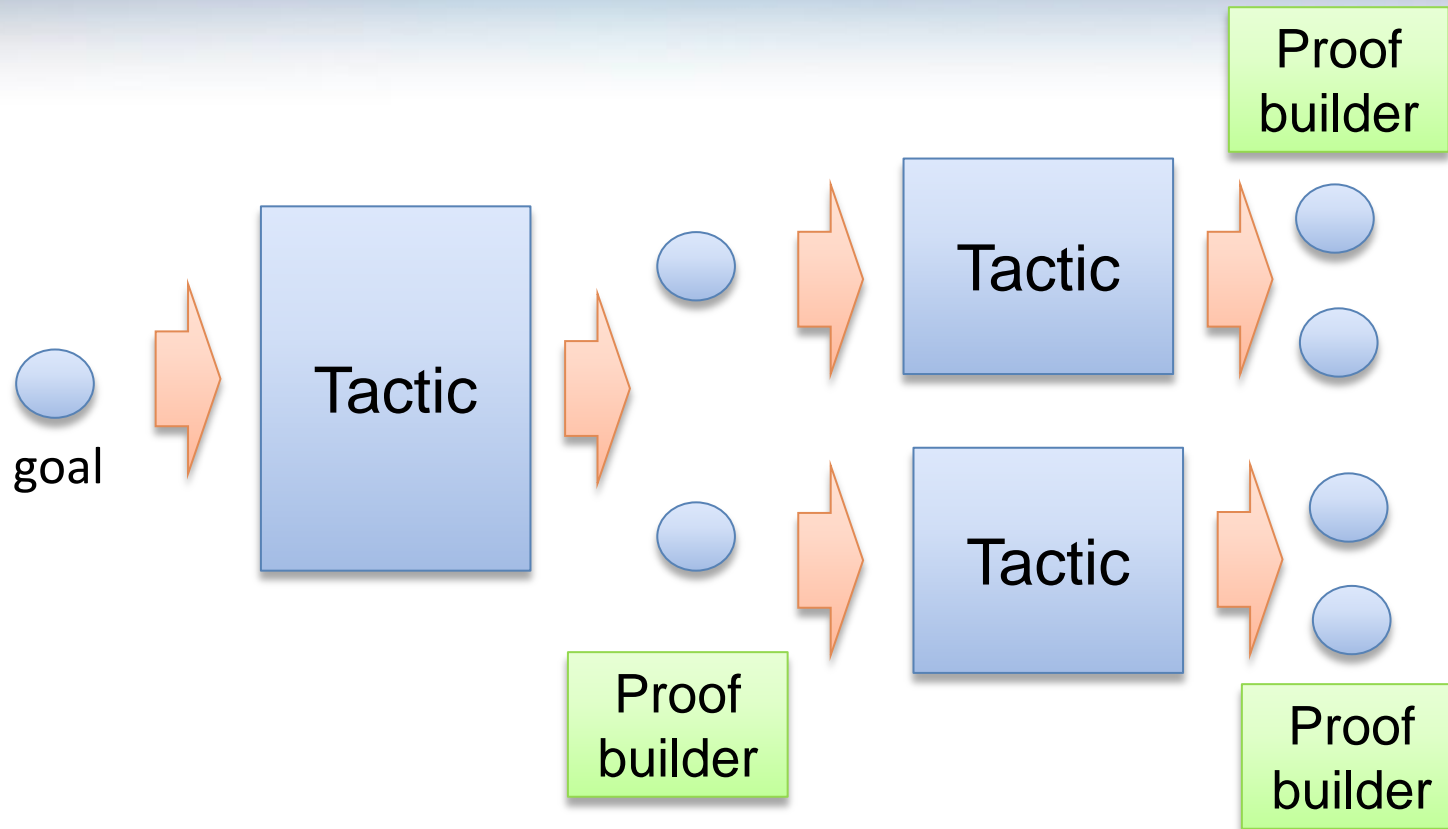 Proof
builder
Tactic
Tactic
goal
Tactic
Proof
builder
Proof
builder